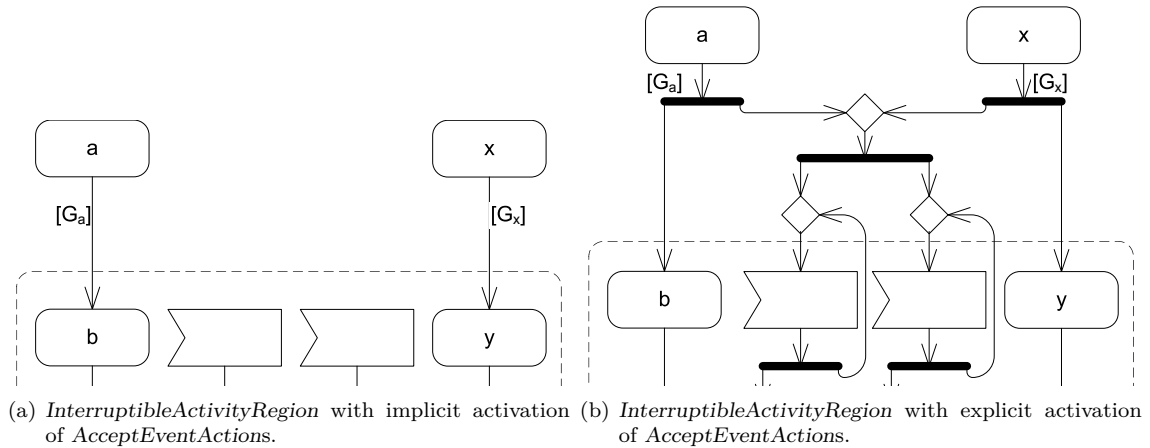 a
x
[Gₐ]
[Gₓ]
b
y
a
x
[Gₐ]
[Gₓ]
b
y
(a) InterruptibleActivityRegion with implicit activation
of AcceptEventActions.
(b) InterruptibleActivityRegion with explicit activation
of AcceptEventActions.